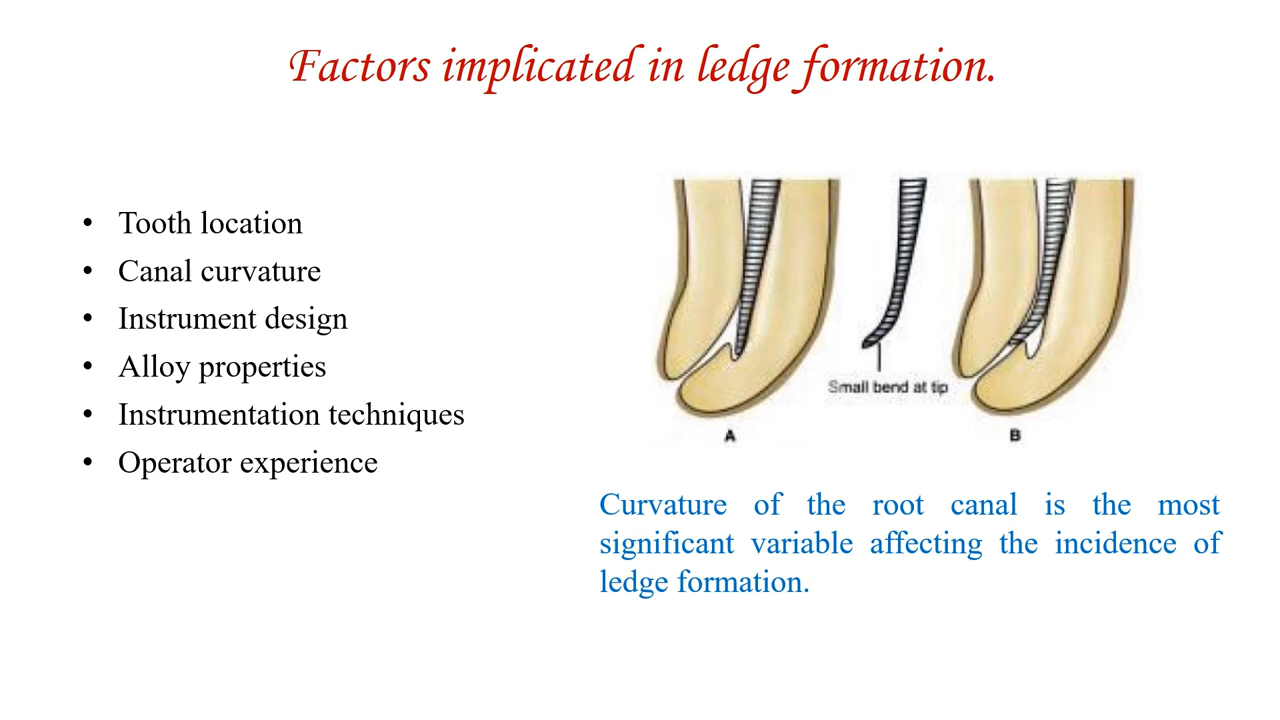 Factors implicated in ledge formation.
• Tooth location
• Canal curvature
• Instrument design
• Alloy properties
• Instrumentation techniques
• Operator experience
Small bend at tip
A
B
Curvature of the root canal is the most
significant variable affecting the incidence of
ledge formation.